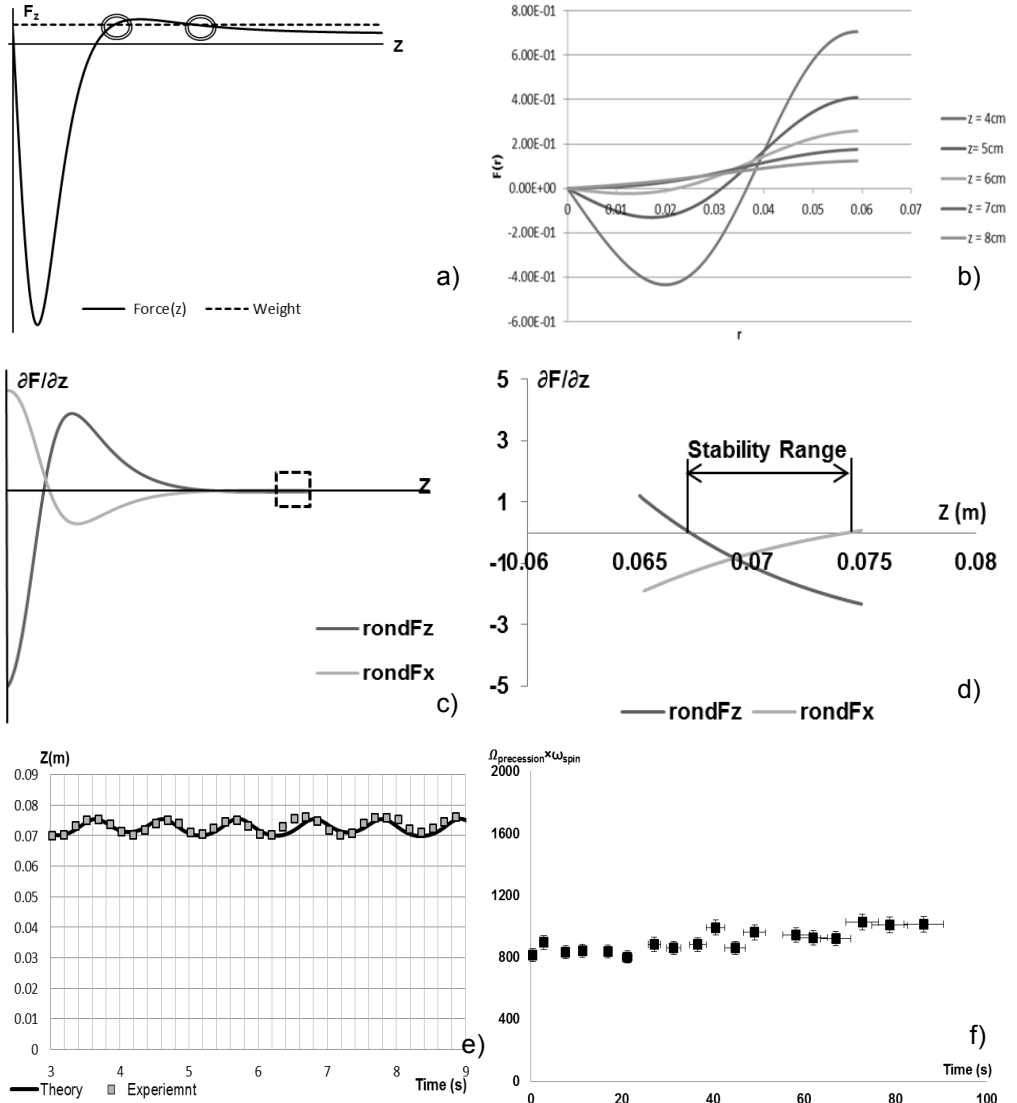 F_z
Z
a)
Force(z)
Weight
8.00E-01
6.00E-01
4.00E-01
2.00E-01
0.00E+00
-2.00E-01
-4.00E-01
-6.00E-01
F(r)
0 0.01 0.02 0.03 0.04 0.05 0.06 0.07
r
z = 4cm
z= 5cm
z = 6cm
z = 7cm
z = 8cm
b)
∂F/∂z
Z
rondFz
rondFx
c)
∂F/∂z
5
3
1
-1
-3
-5
Stability Range
Z (m)
0.06 0.065 0.07 0.075 0.08
rondFz rondFx
d)
Z(m)
0.09
0.08
0.07
0.06
0.05
0.04
0.03
0.02
0.01
0
3 4 5 6 7 8 9
Time (s)
Theory Experiemnt
e)
Ω_precession×ω_spin
2000
1600
1200
800
400
0
0 20 40 60 80 100
Time (s)
f)